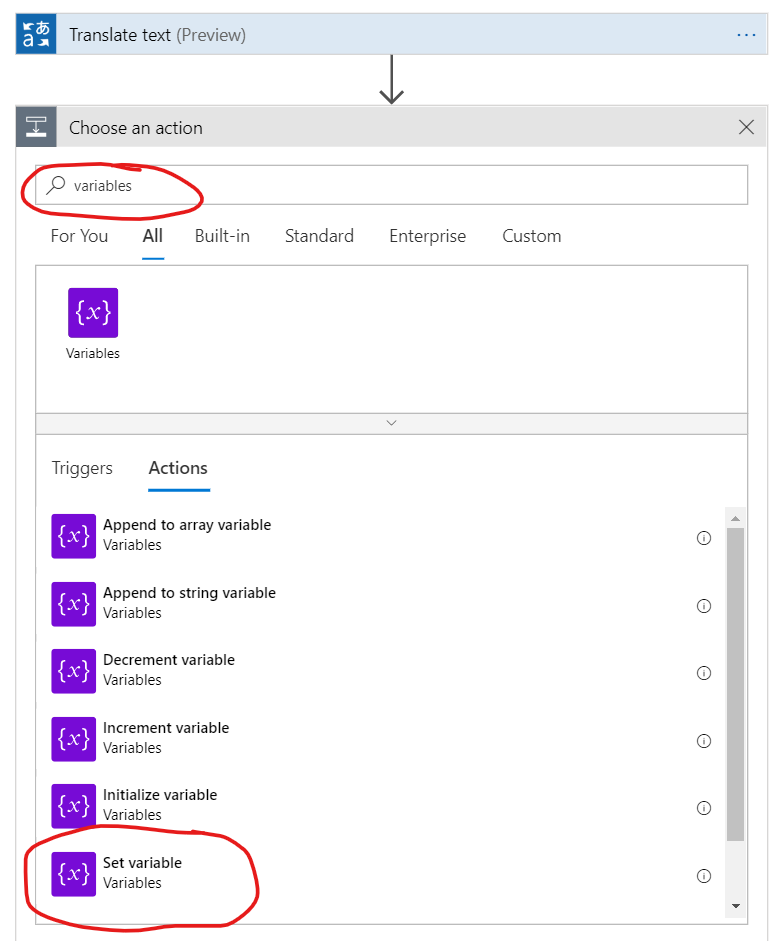 aあ
Translate text (Preview)
Choose an action
variables
For You All Built-in Standard Enterprise Custom
{x}
Variables
Triggers Actions
{x} Append to array variable
Variables
{x} Append to string variable
Variables
{x} Decrement variable
Variables
{x} Increment variable
Variables
{x} Initialize variable
Variables
{x} Set variable
Variables